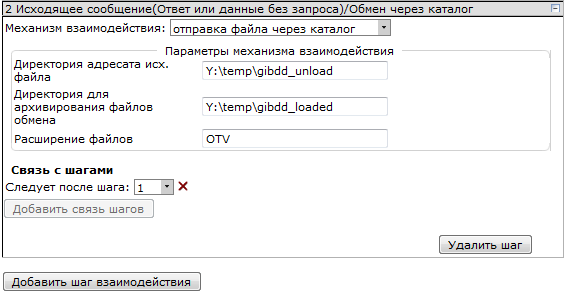 2 Исходящее сообщение(Ответ или данные без запроса)/Обмен через каталог
Механизм взаимодействия: отправка файла через каталог
Параметры механизма взаимодействия
Директория адресата исх. файла Y:\temp\gibdd_unload
Директория для архивирования файлов обмена Y:\temp\gibdd_loaded
Расширение файлов OTV
Связь с шагами
Следует после шага: 1
Добавить связь шагов
Удалить шаг
Добавить шаг взаимодействия